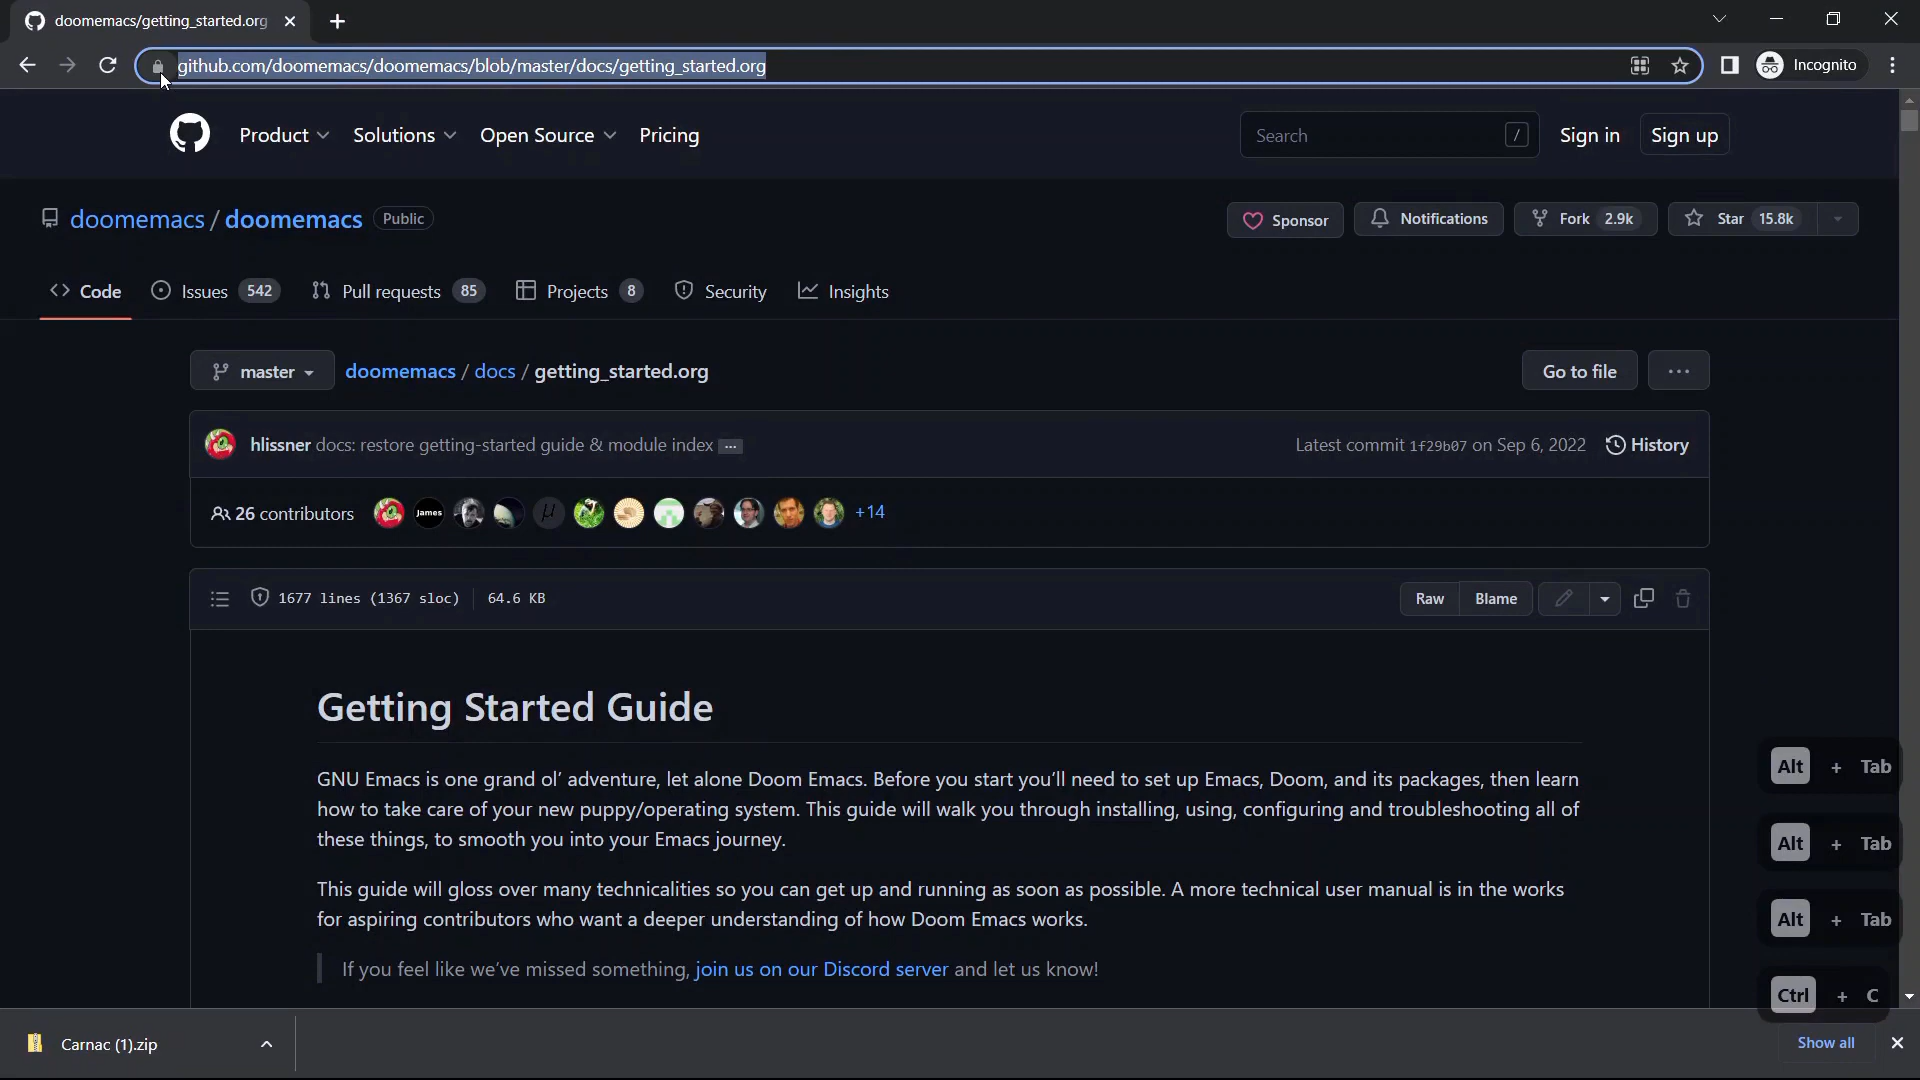 doomemacs/getting_started.org
github.com/doomemacs/doomemacs/blob/master/docs/getting_started.org
Incognito
Product
Solutions
Open Source
Pricing
Search /
Sign in
Sign up
doomemacs / doomemacs Public
Sponsor
Notifications
Fork 2.9k
Star 15.8k
Code
Issues 542
Pull requests 85
Projects 8
Security
Insights
master
doomemacs / docs / getting_started.org
Go to file
...
hlissner docs: restore getting-started guide & module index ...
Latest commit 1f29b07 on Sep 6, 2022
History
26 contributors
James
μ
+14
1677 lines (1367 sloc)
64.6 KB
Raw
Blame
Getting Started Guide
GNU Emacs is one grand ol’ adventure, let alone Doom Emacs. Before you start you’ll need to set up Emacs, Doom, and its packages, then learn
how to take care of your new puppy/operating system. This guide will walk you through installing, using, configuring and troubleshooting all of
these things, to smooth you into your Emacs journey.
This guide will gloss over many technicalities so you can get up and running as soon as possible. A more technical user manual is in the works
for aspiring contributors who want a deeper understanding of how Doom Emacs works.
If you feel like we’ve missed something, join us on our Discord server and let us know!
Alt + Tab
Alt + Tab
Alt + Tab
Ctrl + C
Carnac (1).zip
Show all